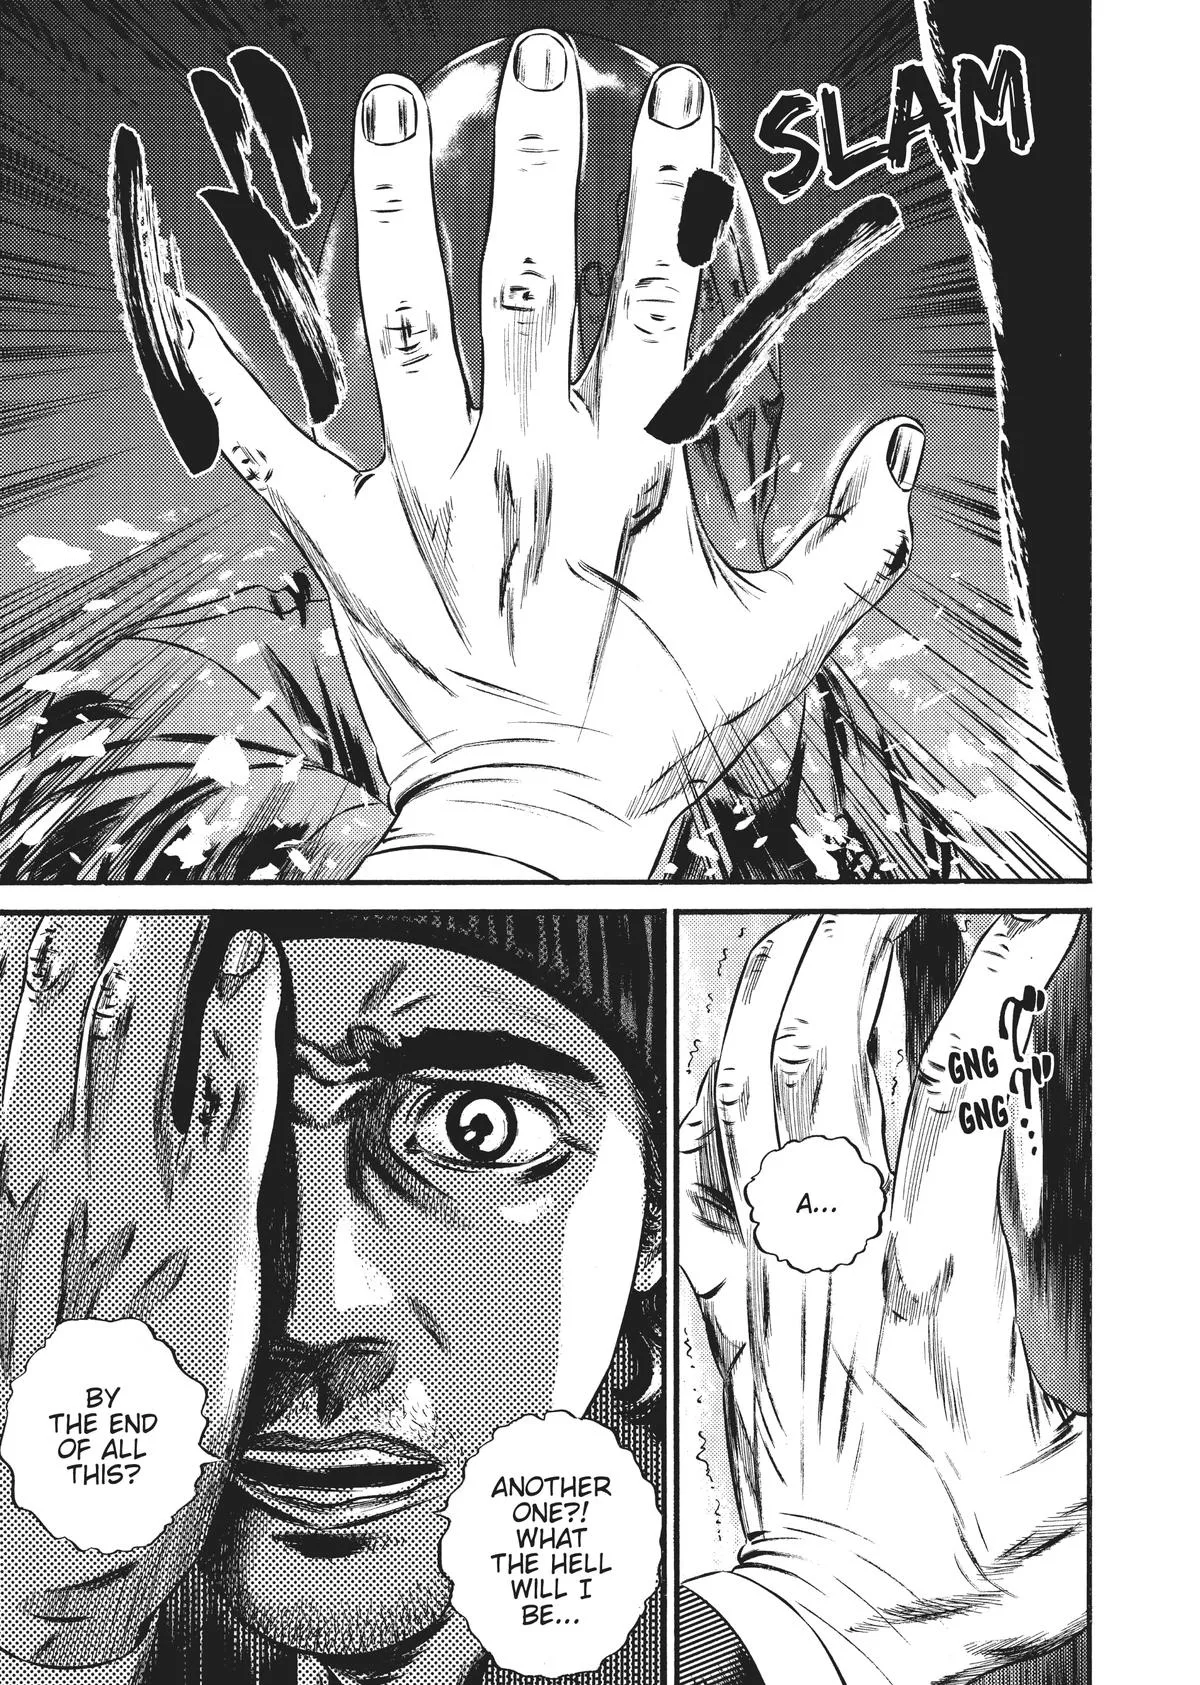 SLAM
GNG
GNG
A...
ANOTHER
ONE?!
WHAT
THE HELL
WILL I
BE...
BY
THE END
OF ALL
THIS?